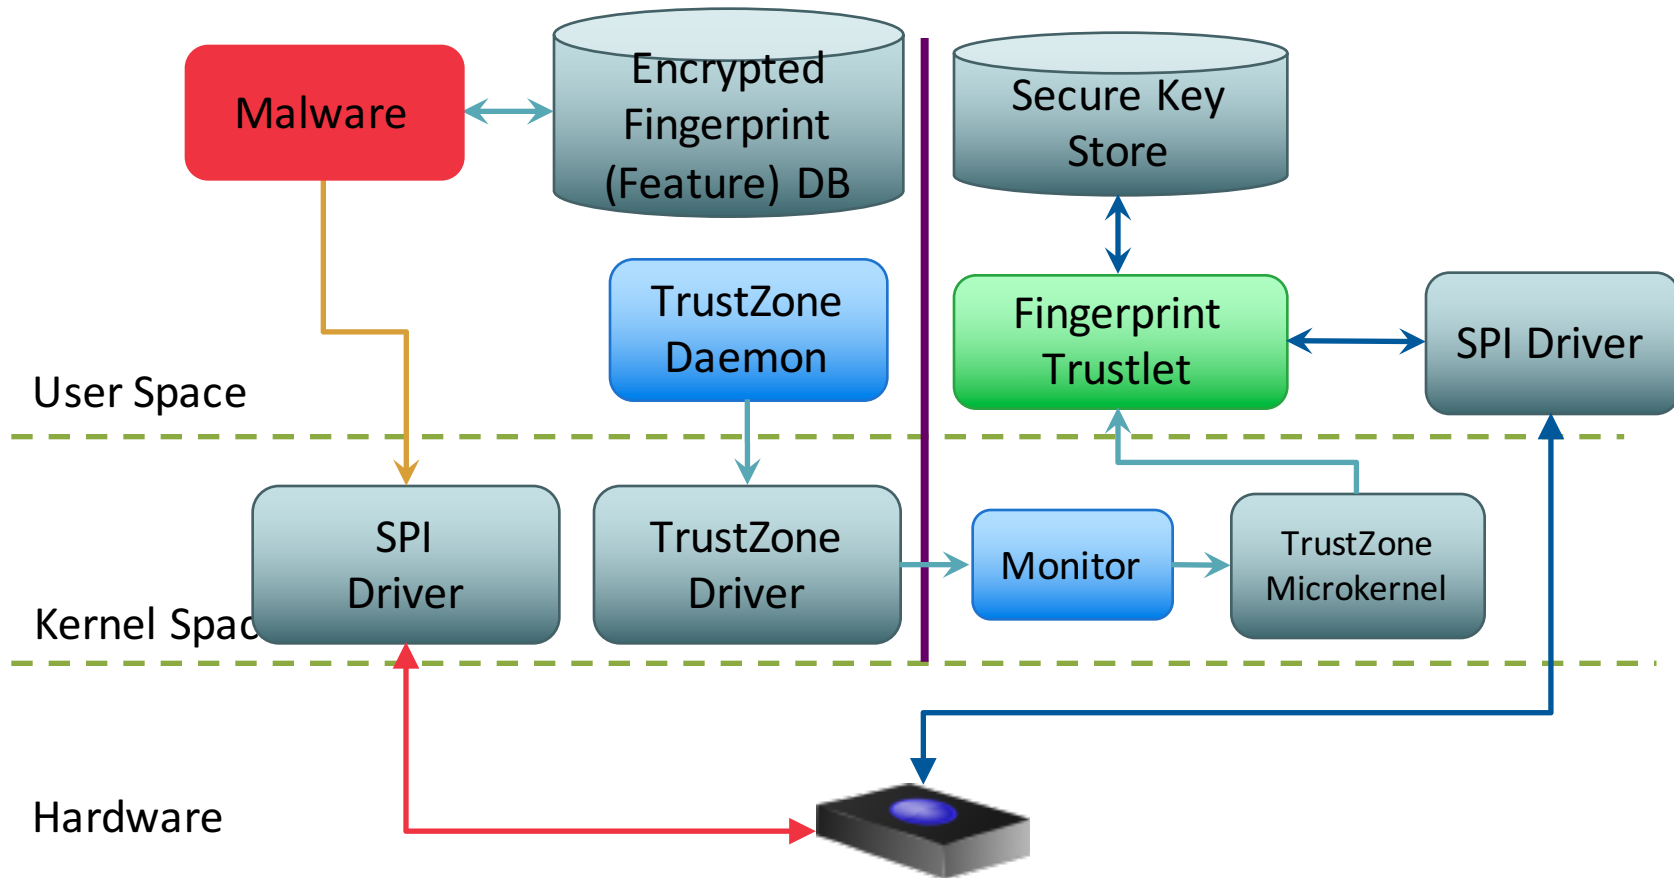 Malware
Encrypted
Fingerprint
(Feature) DB
Secure Key
Store
TrustZone
Daemon
Fingerprint
Trustlet
SPI Driver
User Space
SPI
Driver
TrustZone
Driver
Monitor
TrustZone
Microkernel
Kernel Spac
Hardware